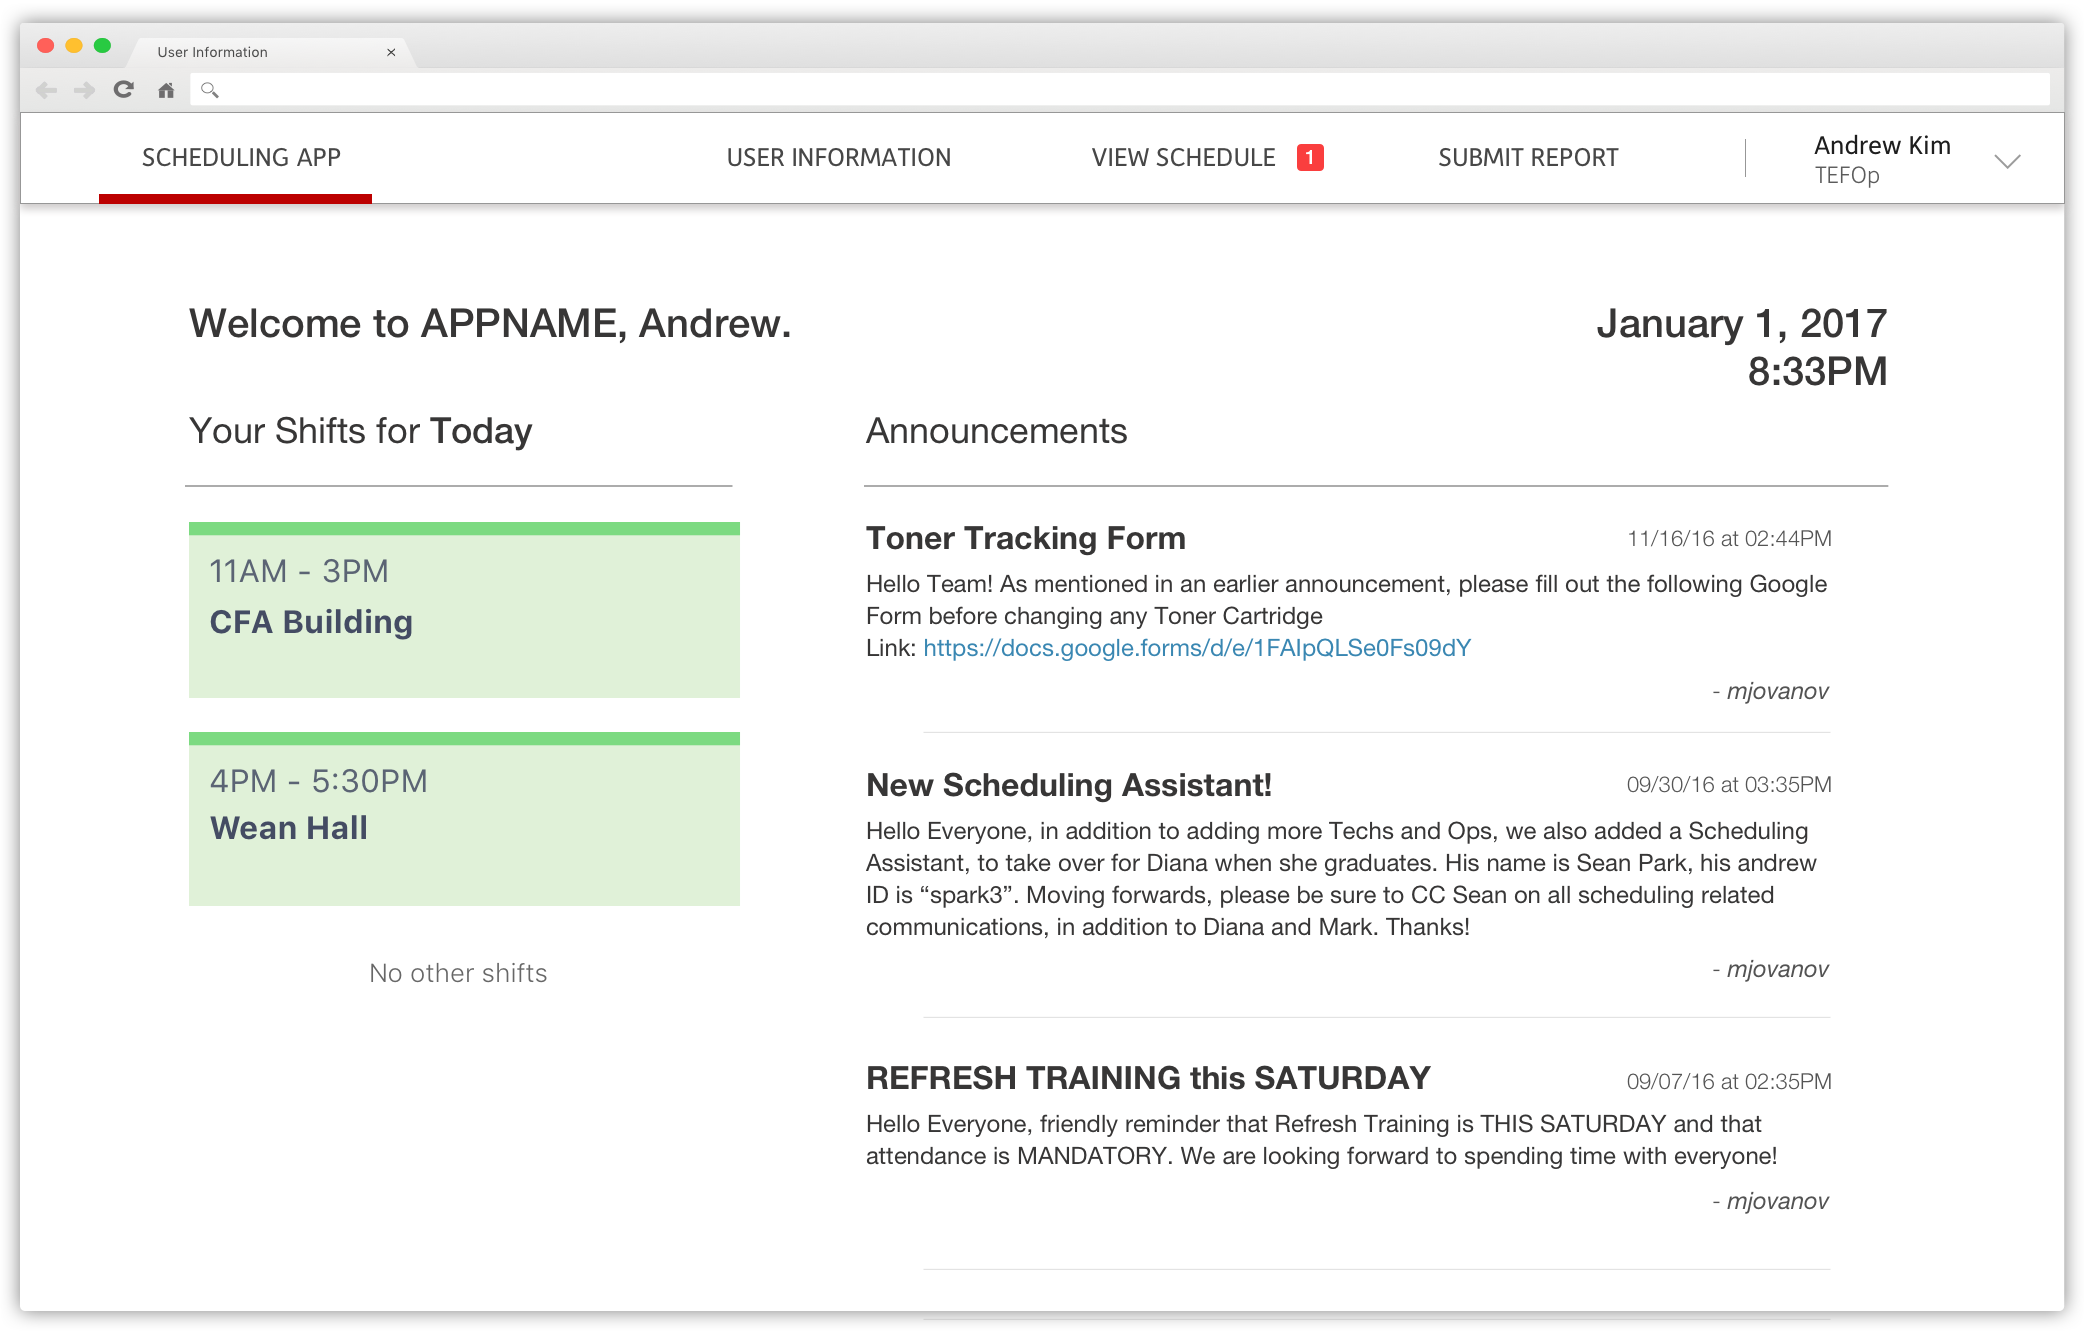 User Information
SCHEDULING APP
USER INFORMATION
VIEW SCHEDULE 1
SUBMIT REPORT
Andrew Kim
TEFOp
Welcome to APPNAME, Andrew.
January 1, 2017
8:33PM
Your Shifts for Today
11AM - 3PM
CFA Building
4PM - 5:30PM
Wean Hall
No other shifts
Announcements
Toner Tracking Form
11/16/16 at 02:44PM
Hello Team! As mentioned in an earlier announcement, please fill out the following Google
Form before changing any Toner Cartridge
Link: https://docs.google.forms/d/e/1FAIpQLSe0Fs09dY
- mjovanov
New Scheduling Assistant!
09/30/16 at 03:35PM
Hello Everyone, in addition to adding more Techs and Ops, we also added a Scheduling
Assistant, to take over for Diana when she graduates. His name is Sean Park, his andrew
ID is “spark3”. Moving forwards, please be sure to CC Sean on all scheduling related
communications, in addition to Diana and Mark. Thanks!
- mjovanov
REFRESH TRAINING this SATURDAY
09/07/16 at 02:35PM
Hello Everyone, friendly reminder that Refresh Training is THIS SATURDAY and that
attendance is MANDATORY. We are looking forward to spending time with everyone!
- mjovanov